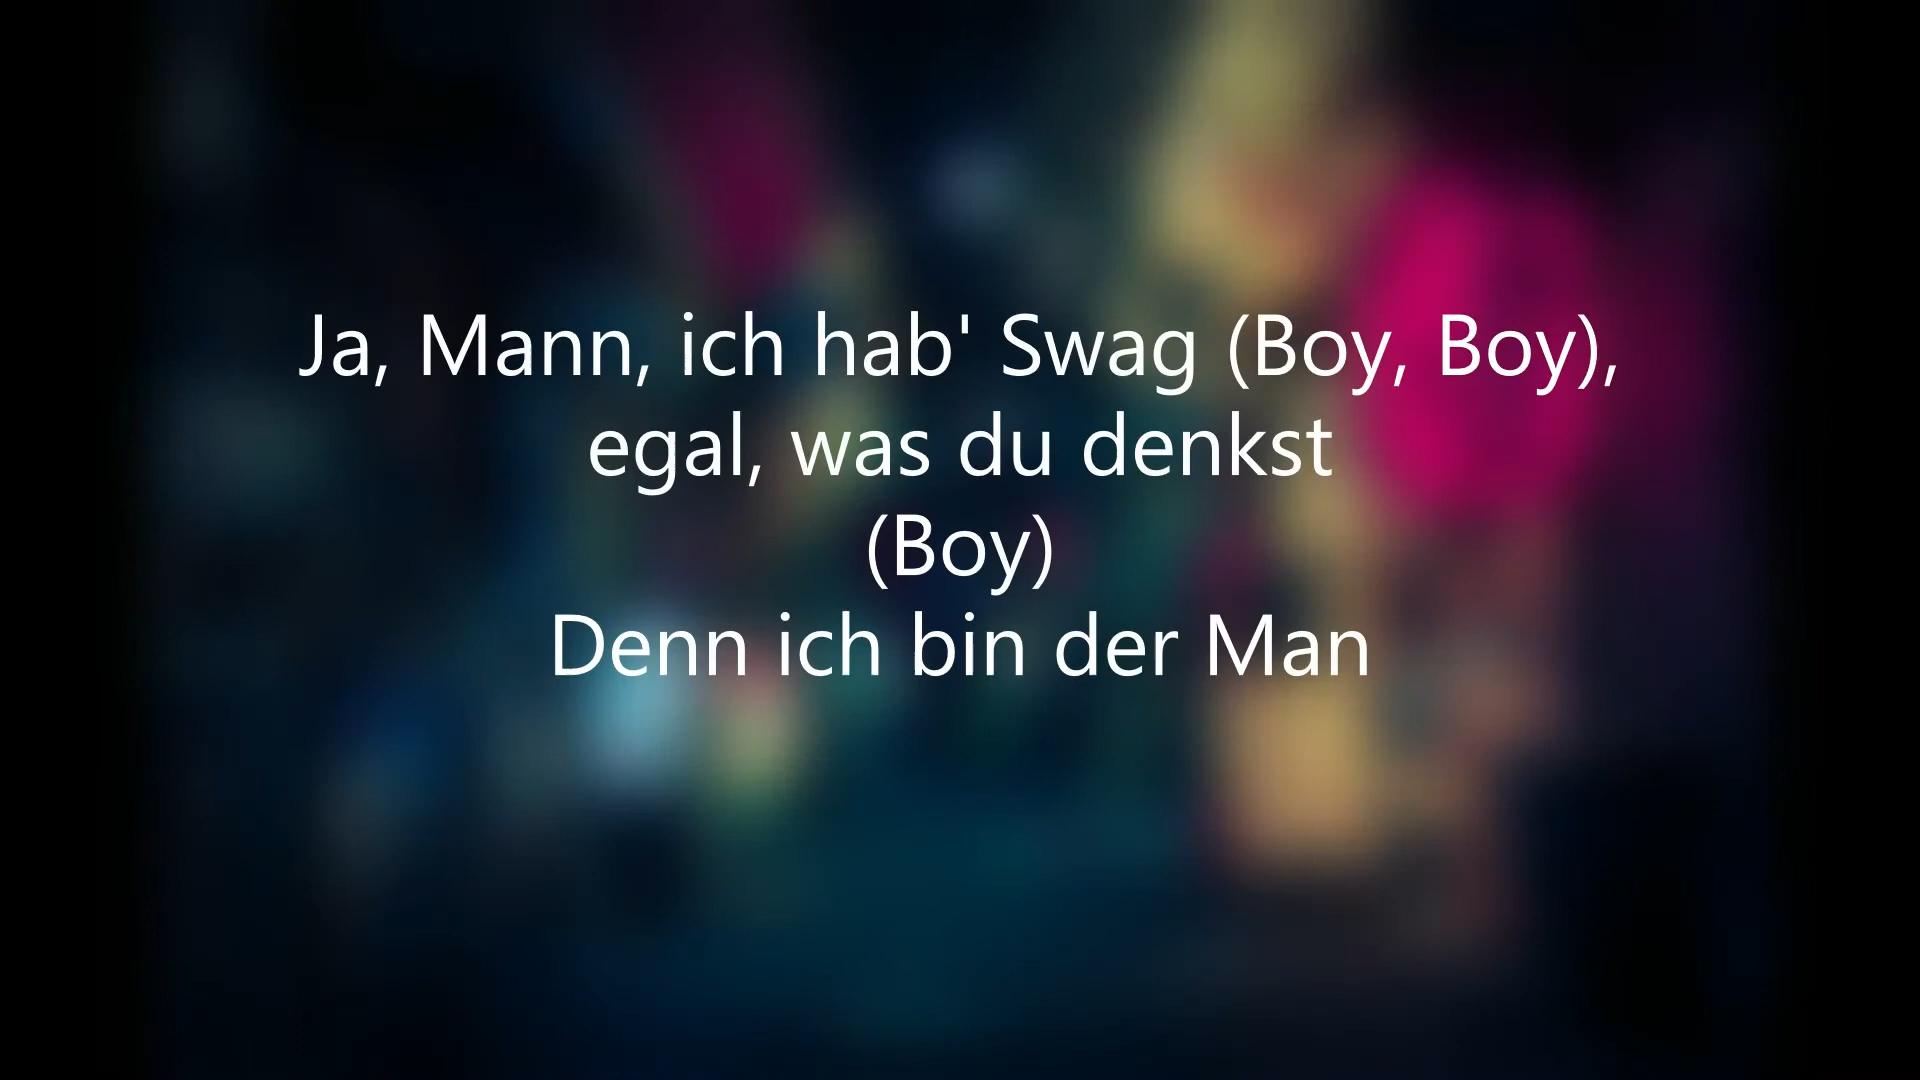 Ja, Mann, ich hab' Swag (Boy, Boy),
egal, was du denkst
(Boy)
Denn ich bin der Man